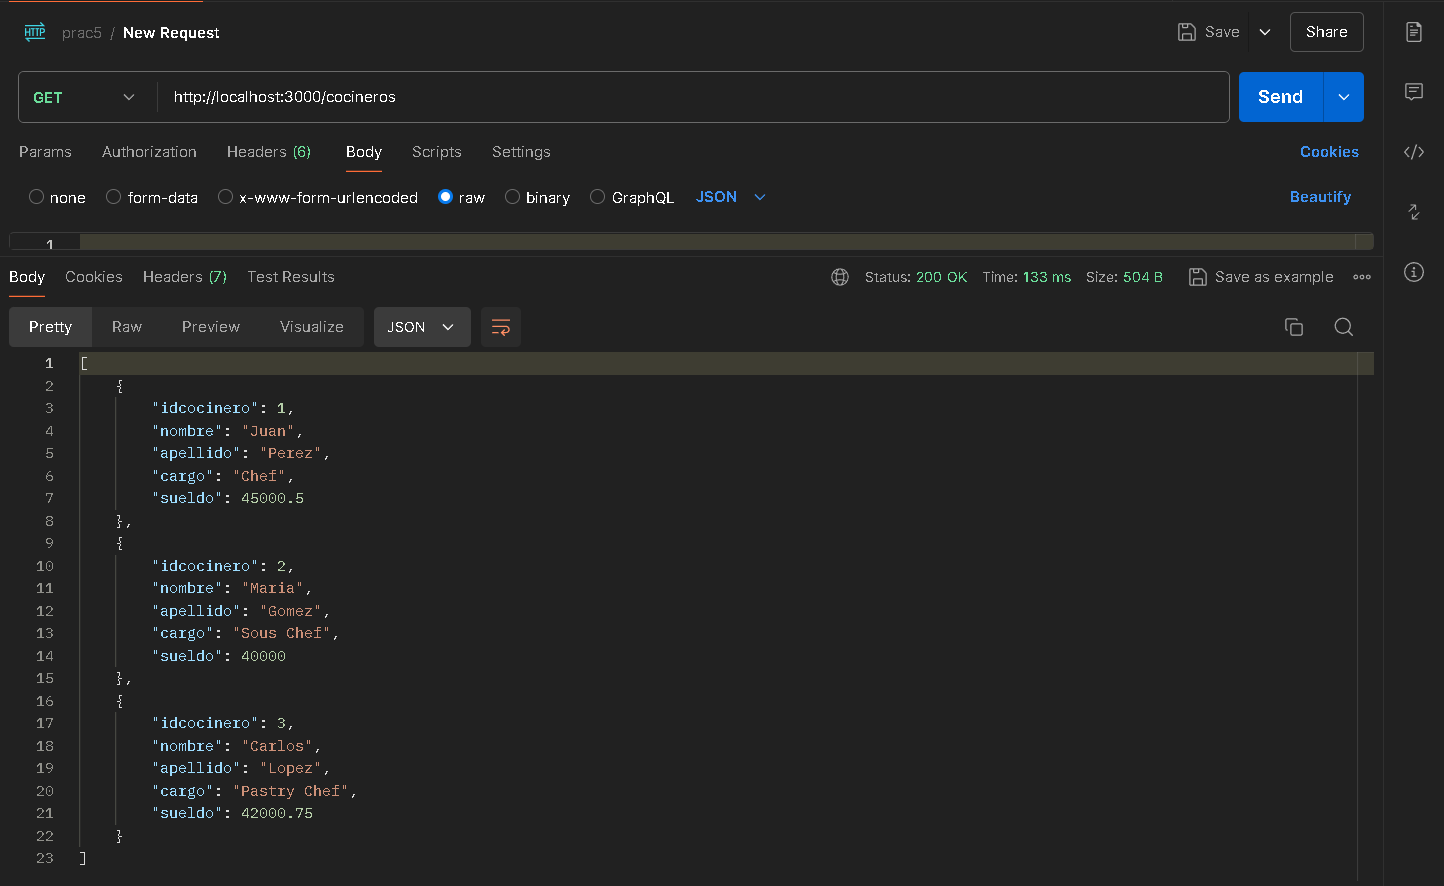 HTTP prac5 / New Request Save Share
GET http://localhost:3000/cocineros Send
Params Authorization Headers (6) Body Scripts Settings Cookies
none form-data x-www-form-urlencoded raw binary GraphQL JSON Beautify
1
Body Cookies Headers (7) Test Results Status: 200 OK Time: 133 ms Size: 504 B Save as example
Pretty Raw Preview Visualize JSON
1 [
2 {
3 "idcocinero": 1,
4 "nombre": "Juan",
5 "apellido": "Perez",
6 "cargo": "Chef",
7 "sueldo": 45000.5
8 },
9 {
10 "idcocinero": 2,
11 "nombre": "Maria",
12 "apellido": "Gomez",
13 "cargo": "Sous Chef",
14 "sueldo": 40000
15 },
16 {
17 "idcocinero": 3,
18 "nombre": "Carlos",
19 "apellido": "Lopez",
20 "cargo": "Pastry Chef",
21 "sueldo": 42000.75
22 }
23 ]